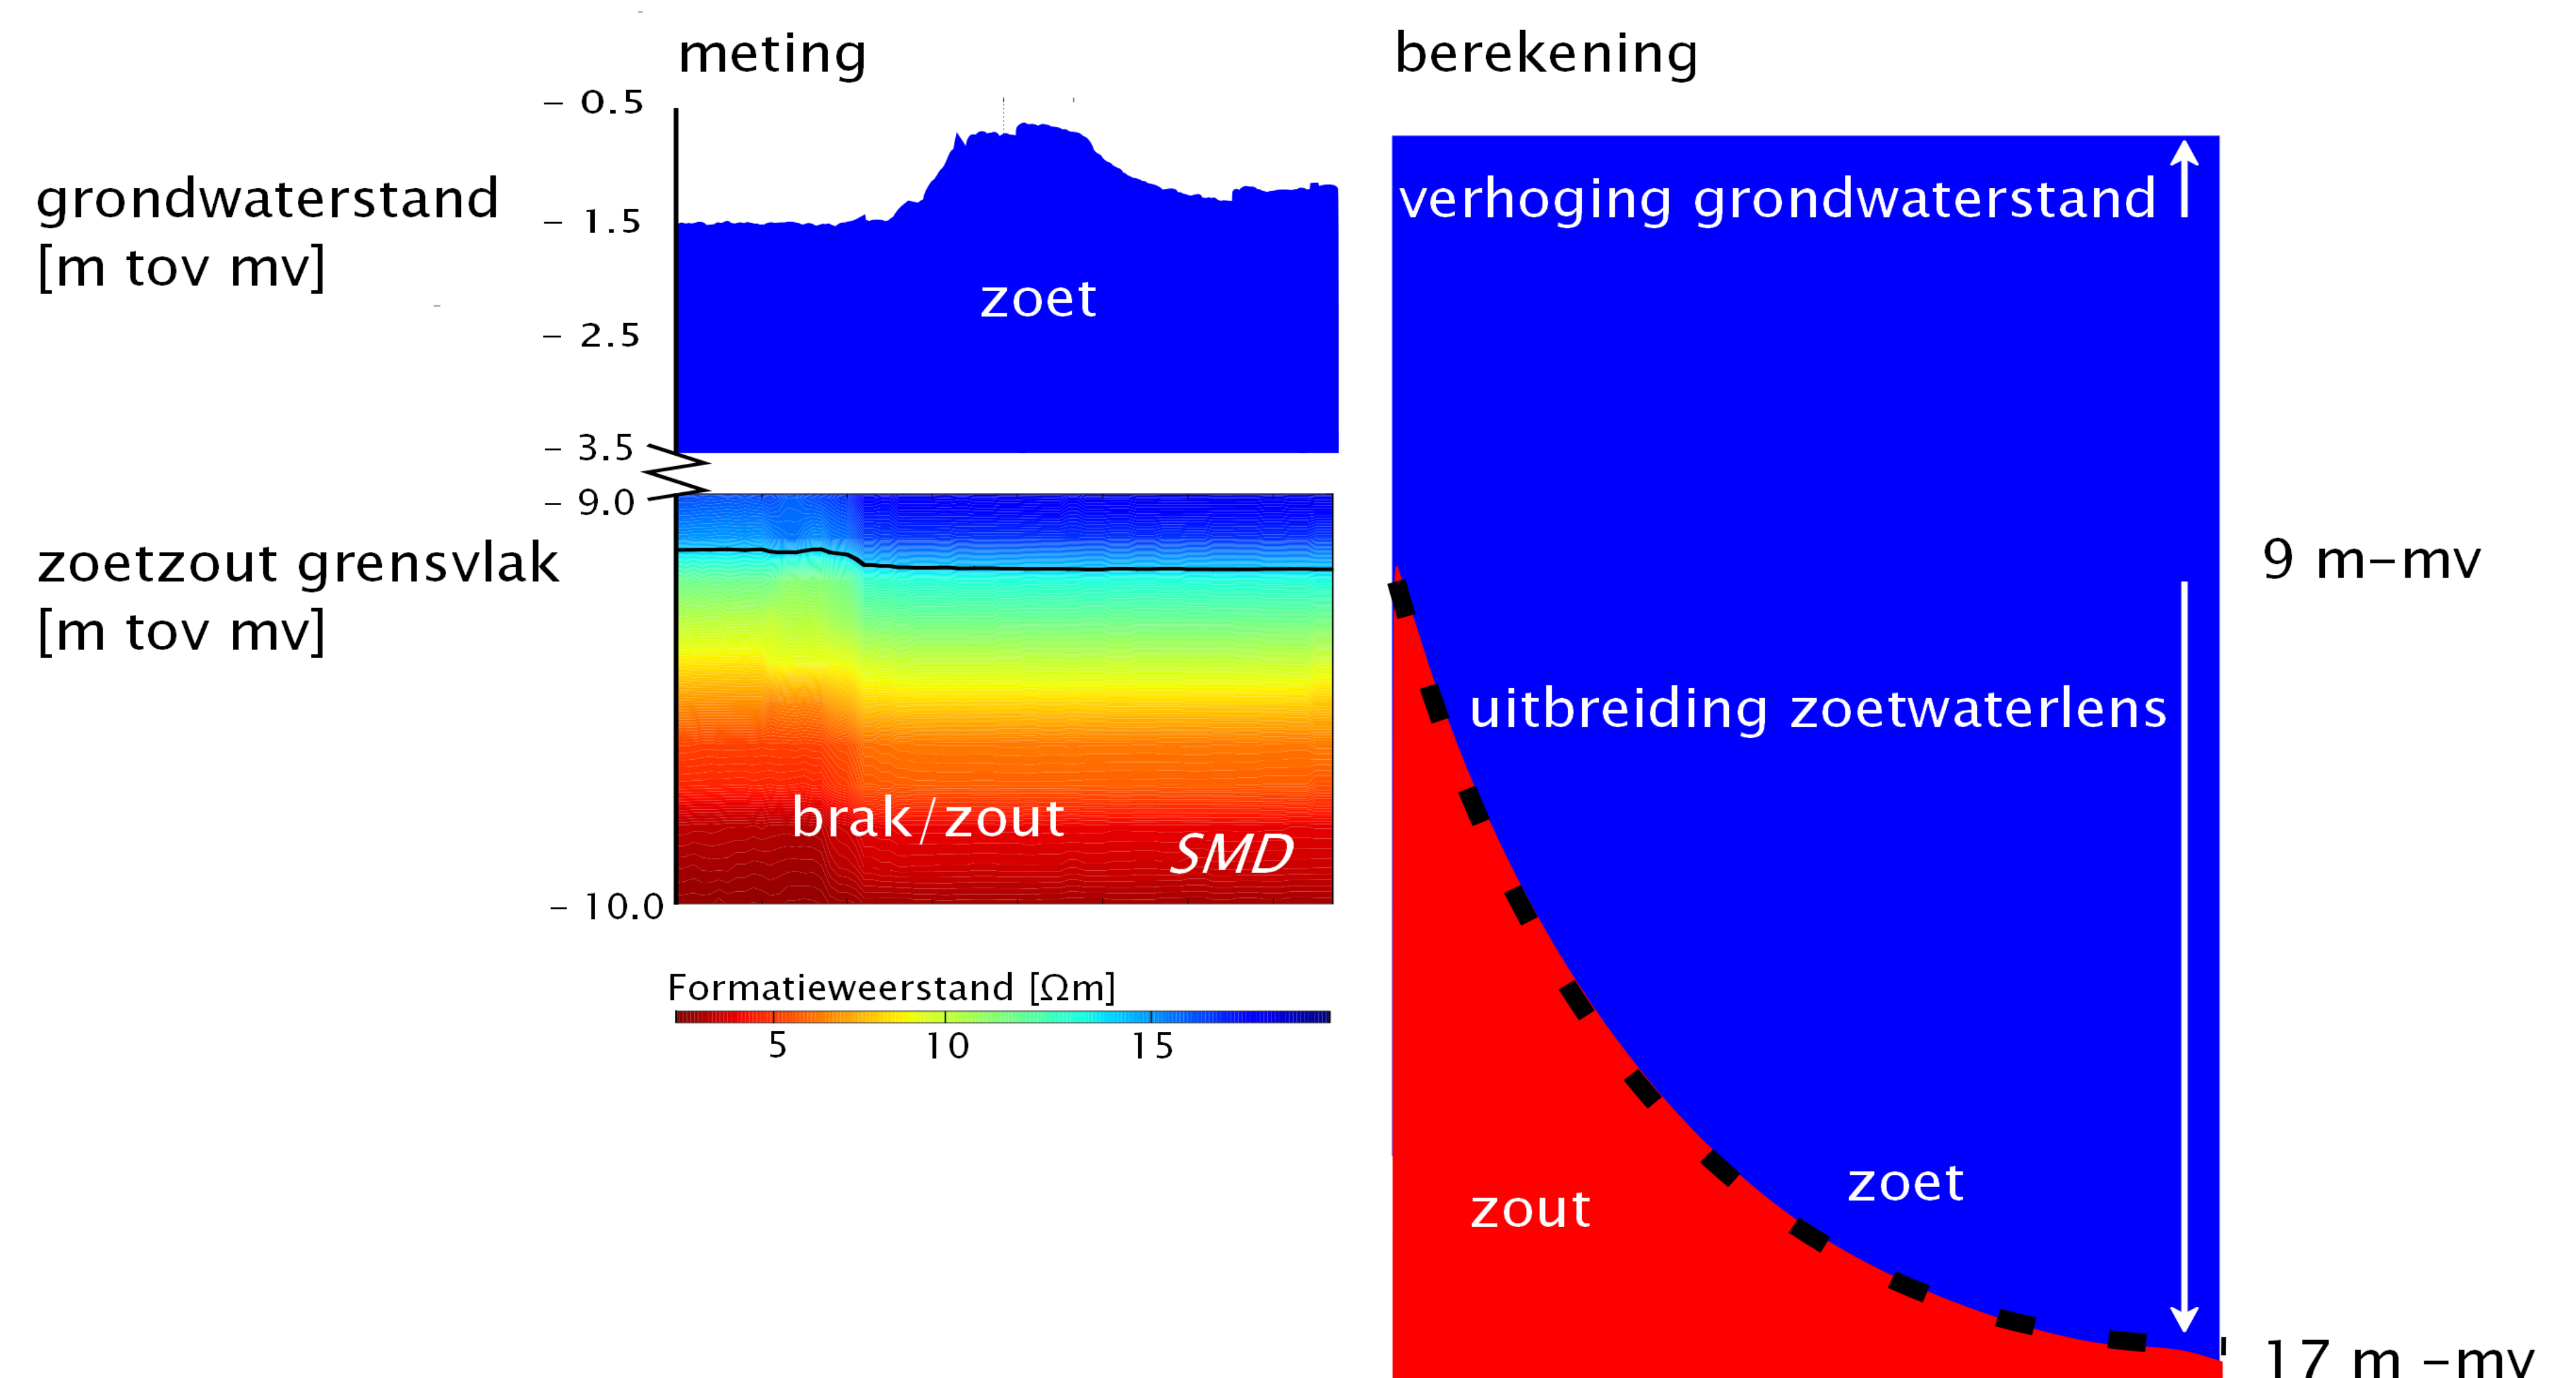 meting
berekening
– 0.5
grondwaterstand
[m tov mv]
– 1.5
– 2.5
– 3.5
zoet
verhoging grondwaterstand
– 9.0
zoetzout grensvlak
[m tov mv]
brak/zout
SMD
– 10.0
Formatieweerstand [Ωm]
5 10 15
9 m–mv
uitbreiding zoetwaterlens
zoet
zout
17 m –mv